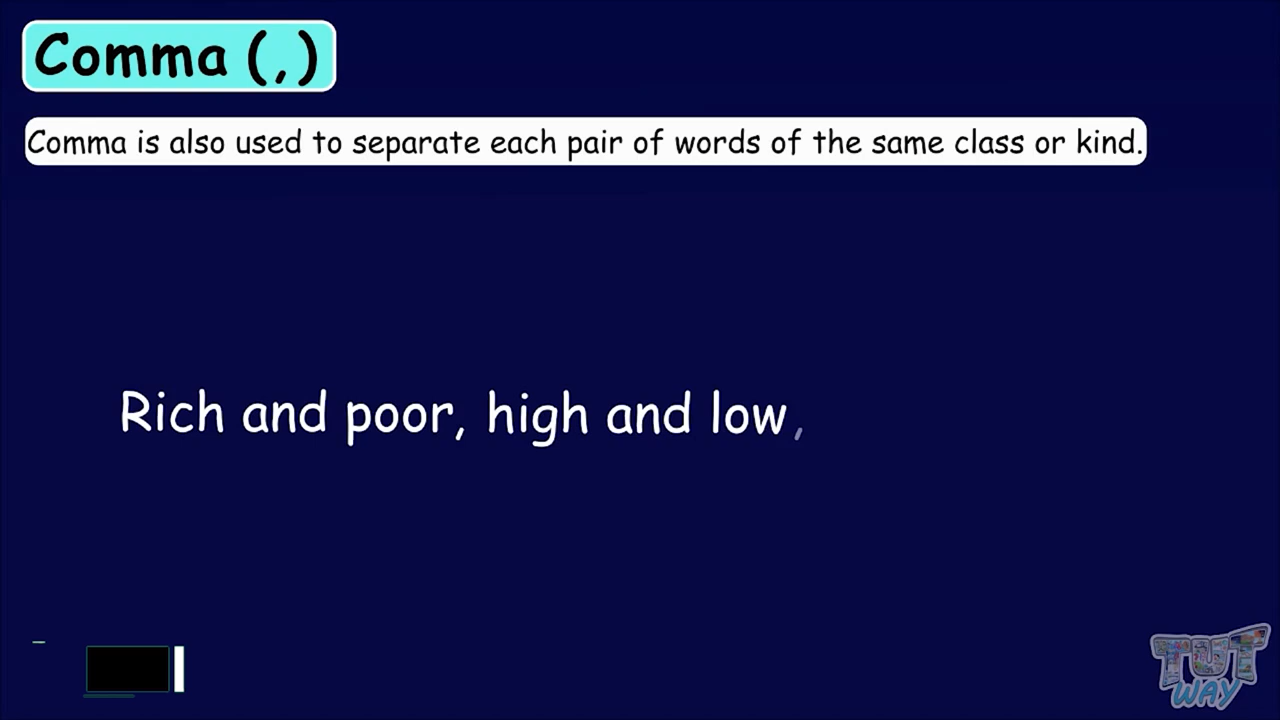 Comma (,)
Comma is also used to separate each pair of words of the same class or kind.
Rich and poor, high and low,
TUT
WAY